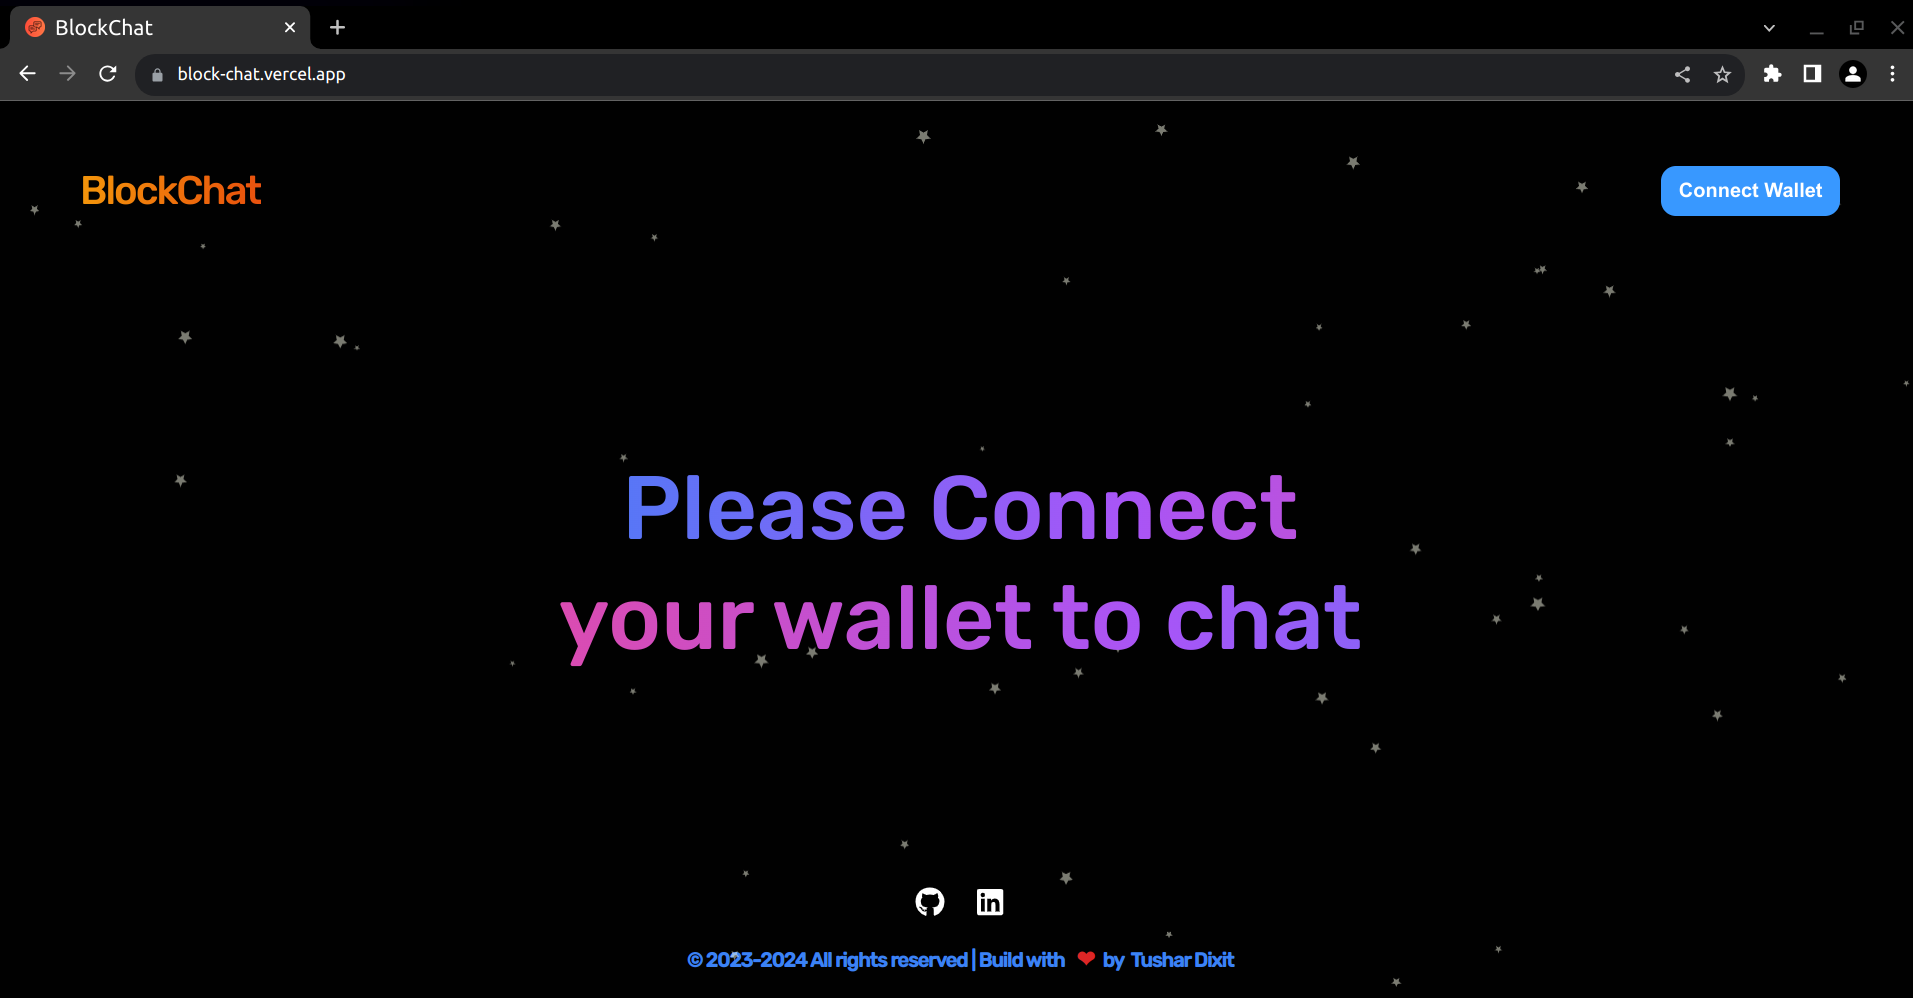 BlockChat
block-chat.vercel.app
BlockChat
Connect Wallet
Please Connect
your wallet to chat
in
© 2023-2024 All rights reserved | Build with ❤ by Tushar Dixit